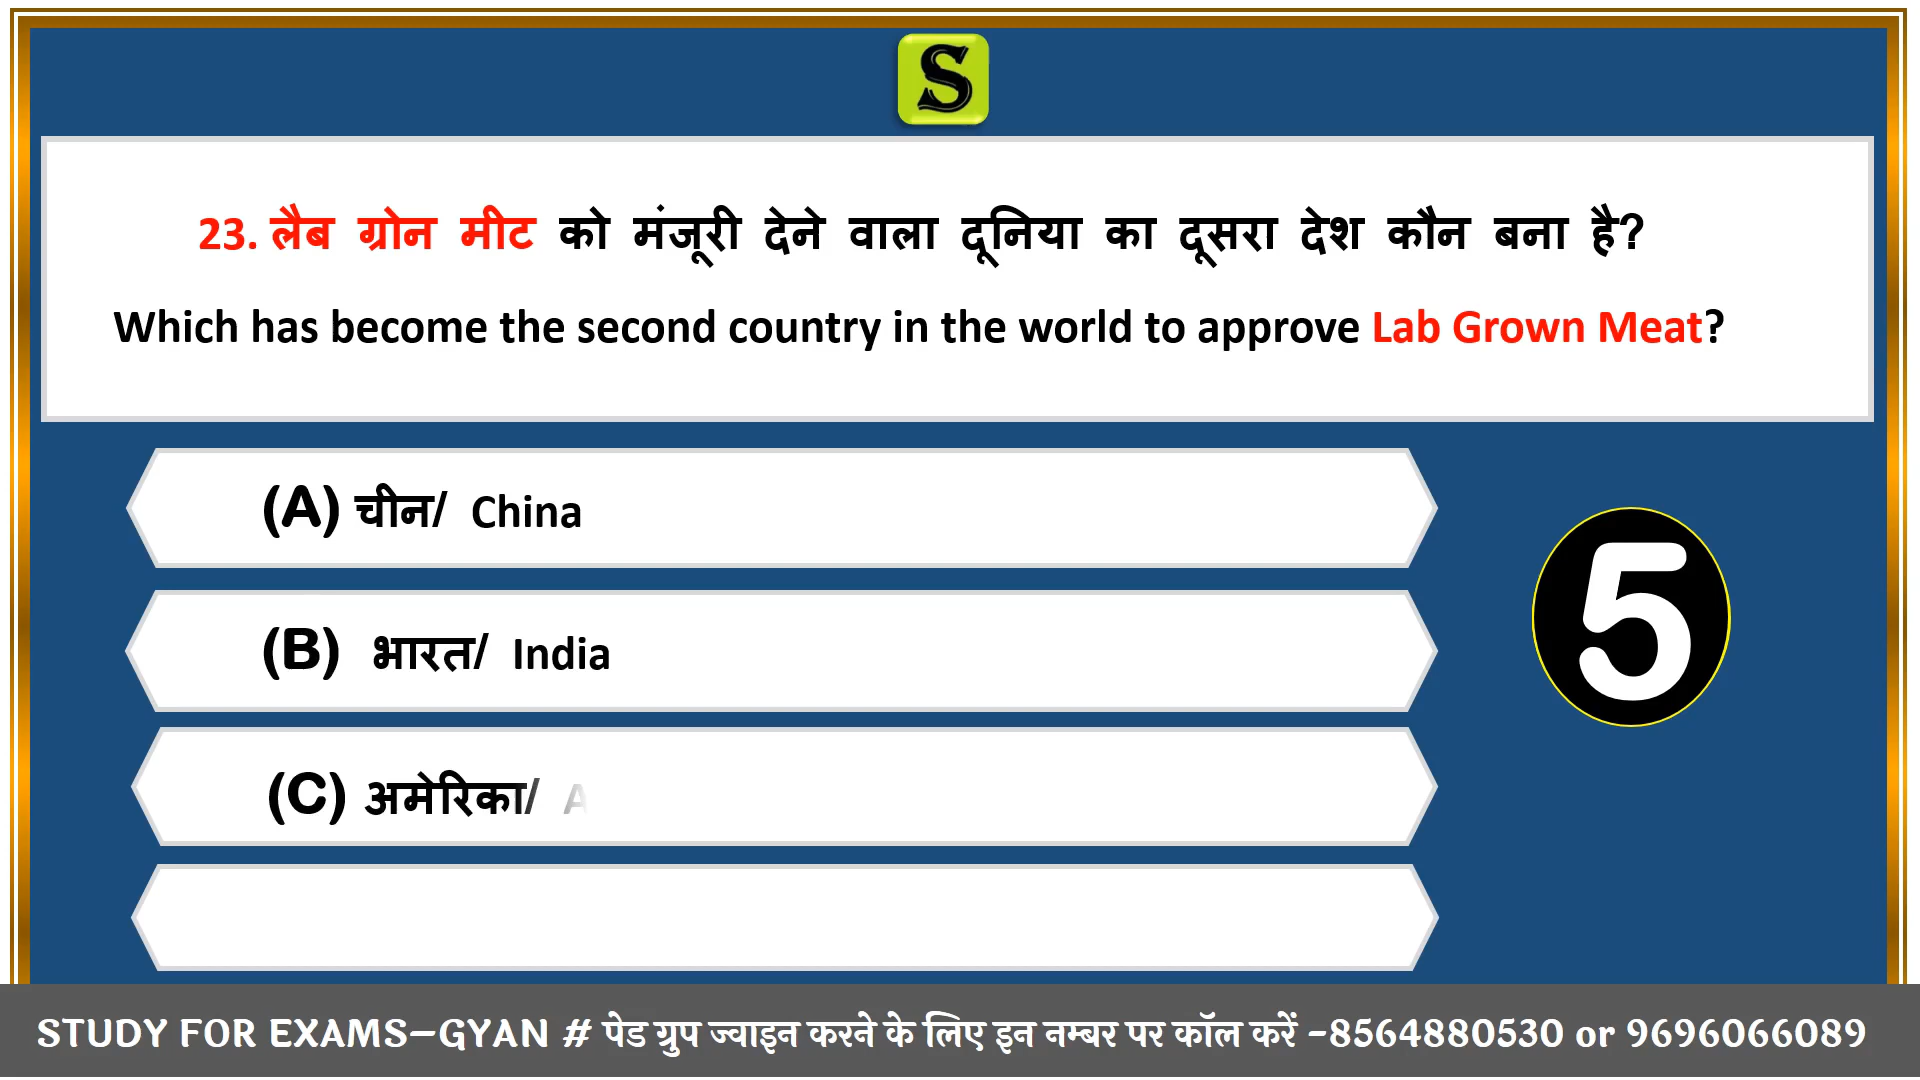 S
23. लैब ग्रोन मीट को मंजूरी देने वाला दूनिया का दूसरा देश कौन बना है?
Which has become the second country in the world to approve Lab Grown Meat?
(A) चीन/ China
(B) भारत/ India
5
(C) अमेरिका/ A
STUDY FOR EXAMS–GYAN # पेड ग्रुप ज्वाइन करने के लिए इन नम्बर पर कॉल करें -8564880530 or 9696066089